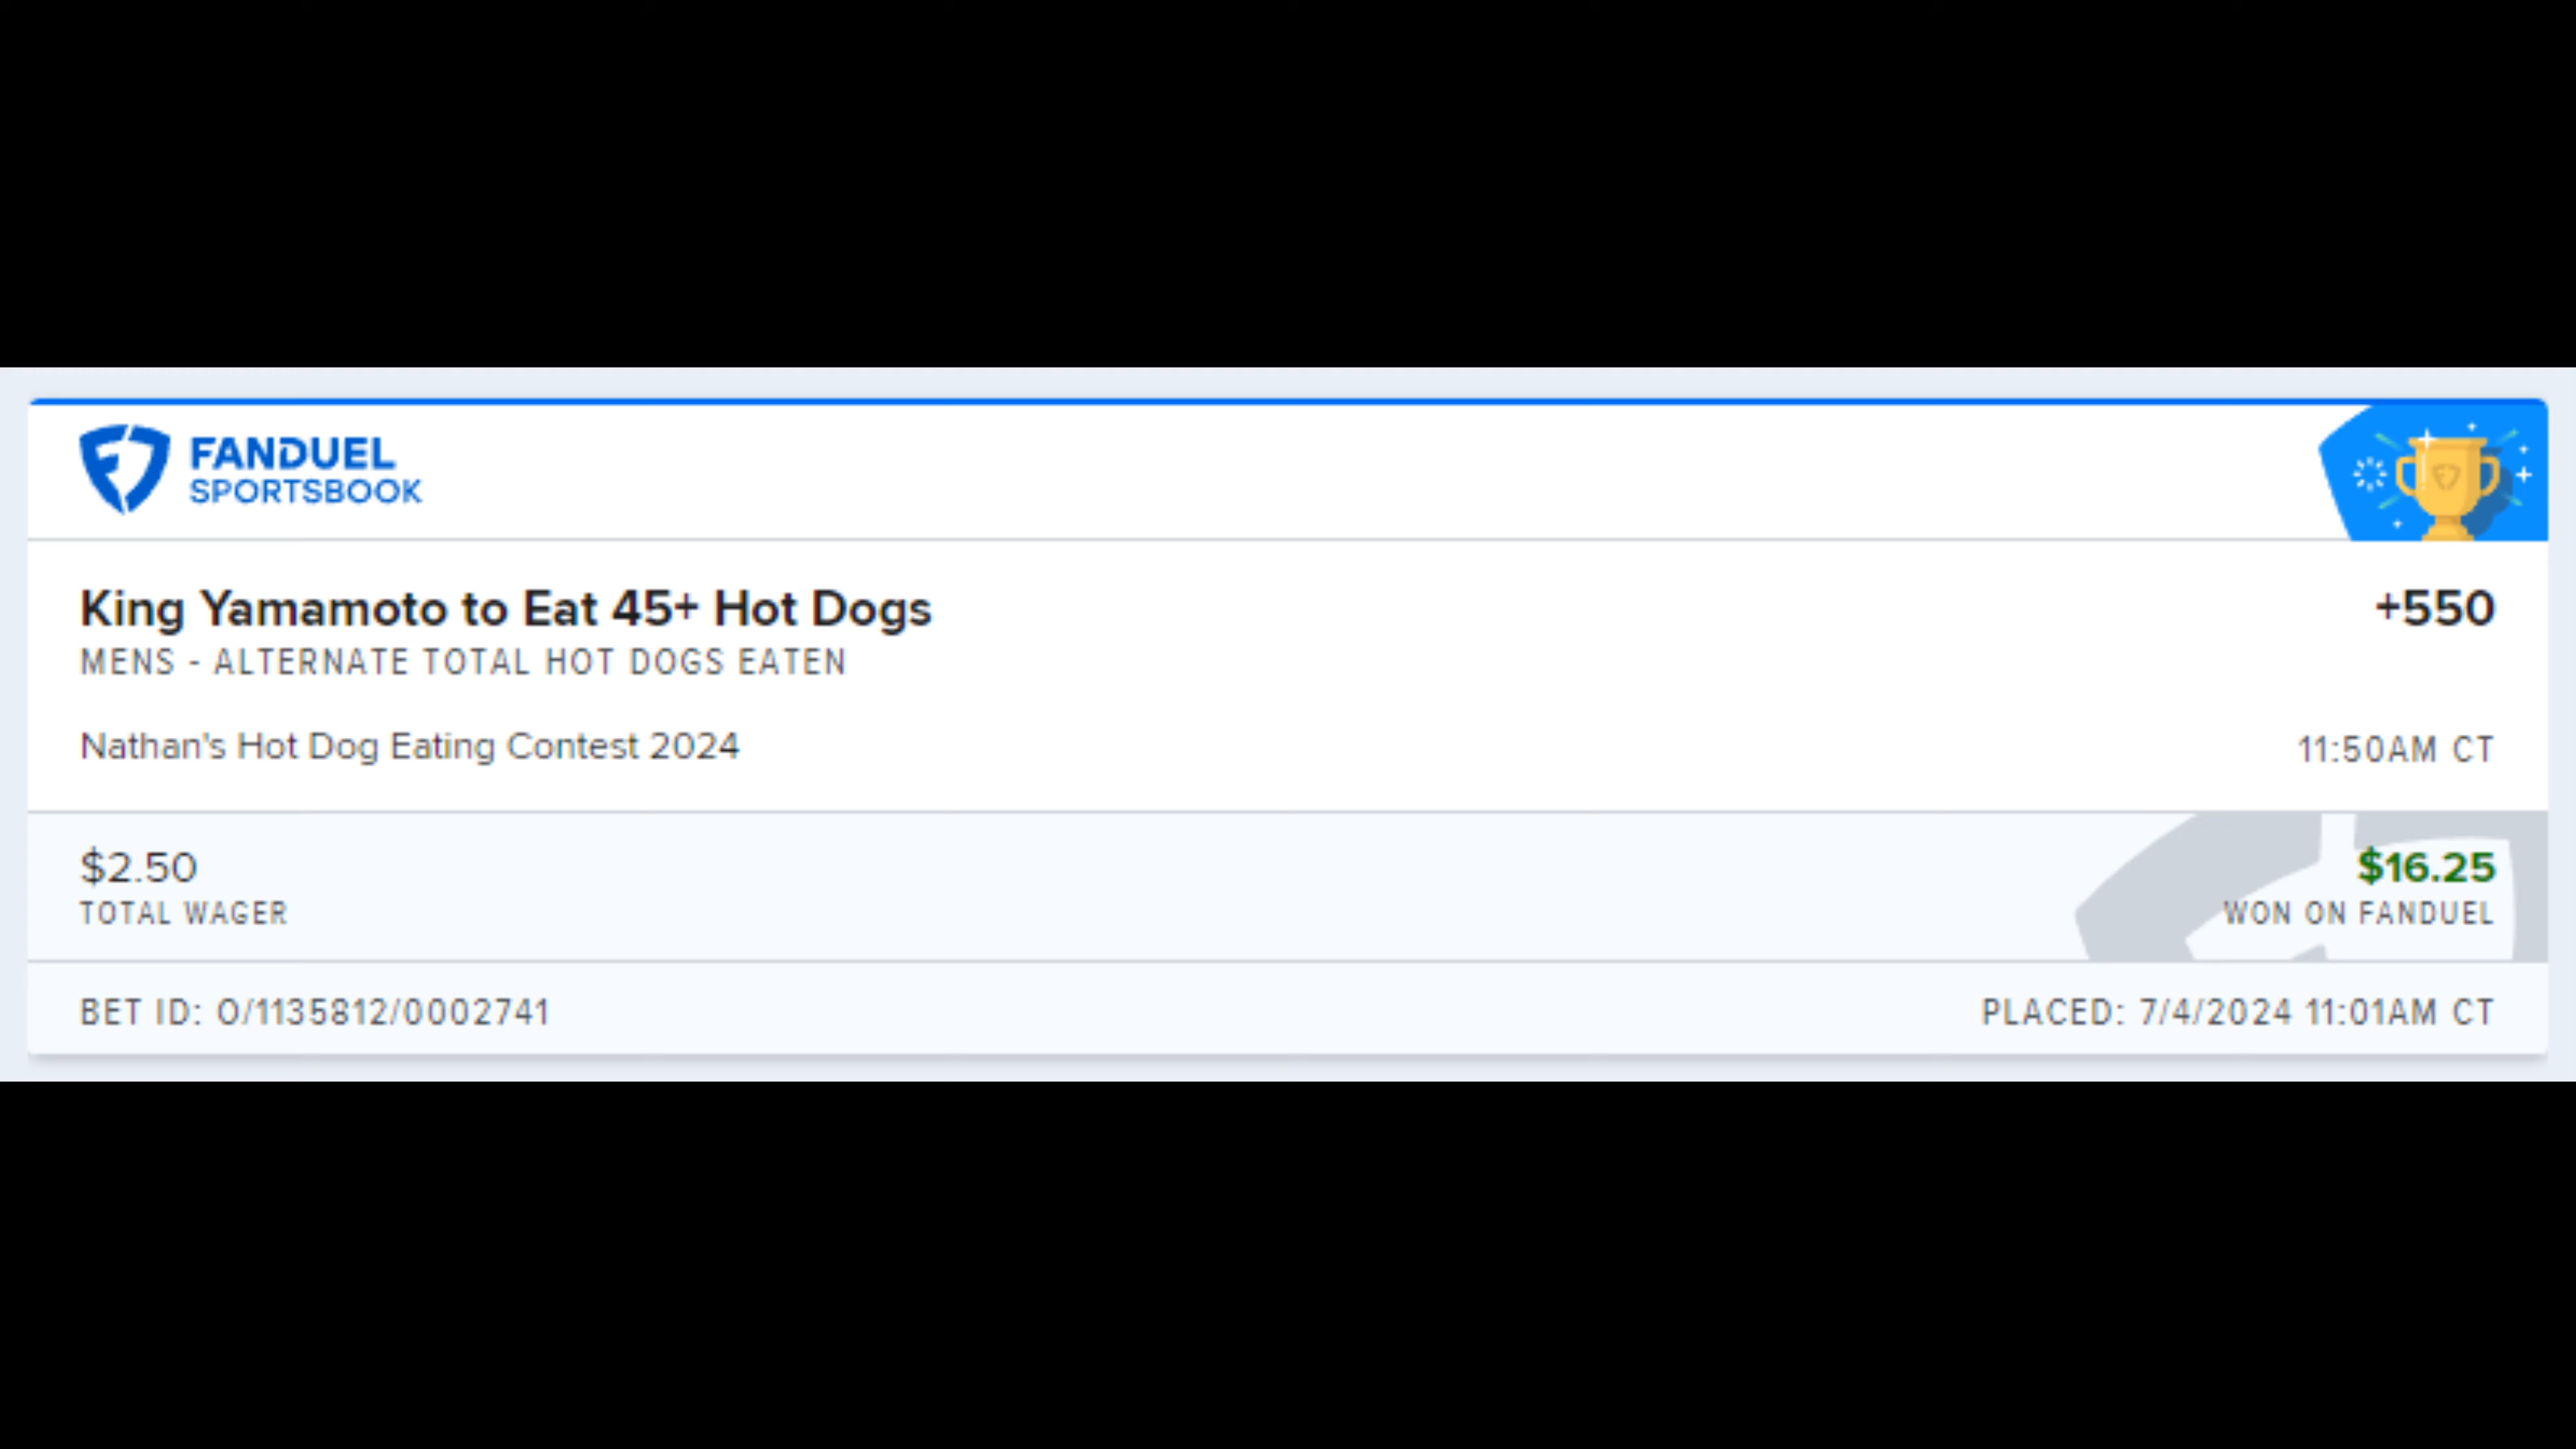 FANDUEL
SPORTSBOOK
King Yamamoto to Eat 45+ Hot Dogs
+550
MENS - ALTERNATE TOTAL HOT DOGS EATEN
Nathan's Hot Dog Eating Contest 2024
11:50AM CT
$2.50
$16.25
TOTAL WAGER
WON ON FANDUEL
BET ID: O/1135812/0002741
PLACED: 7/4/2024 11:01AM CT